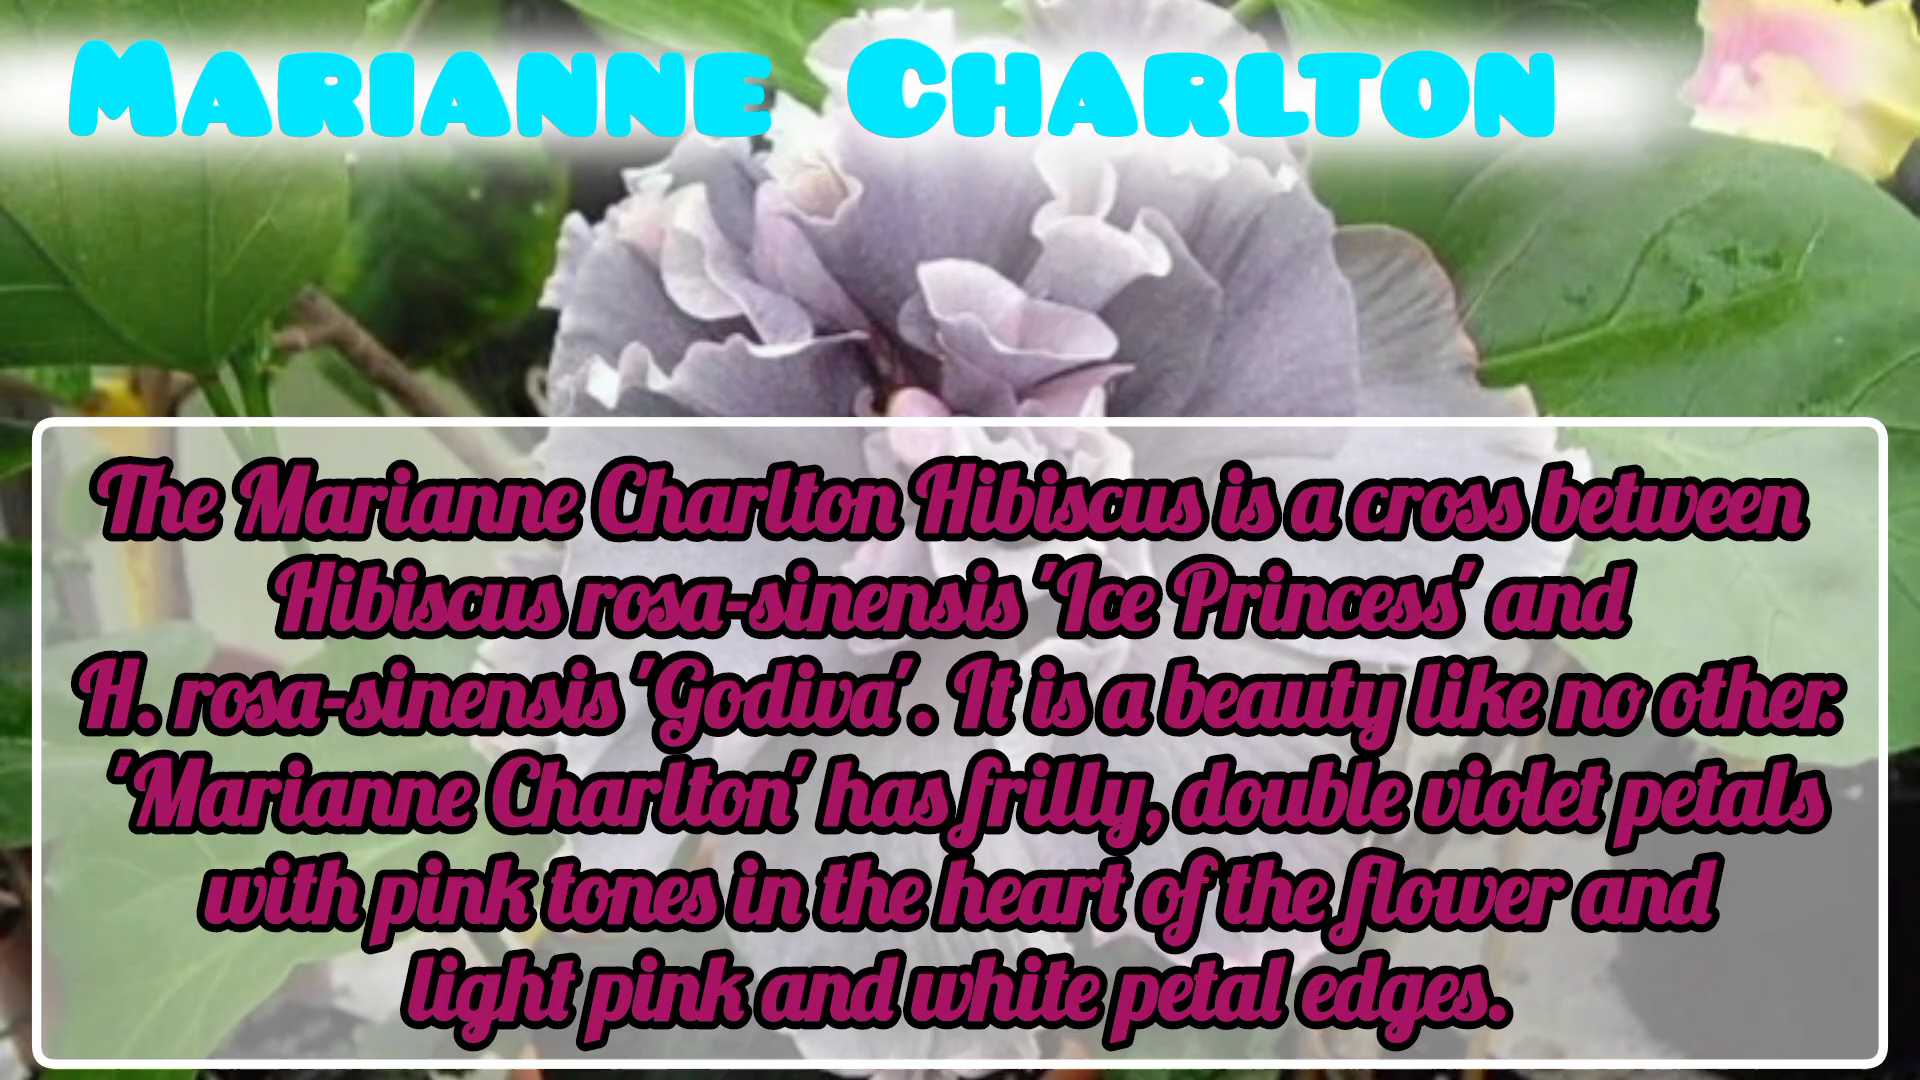 Marianne Charlton
The Marianne Charlton Hibiscus is a cross between
Hibiscus rosa-sinensis 'Ice Princess' and
H. rosa-sinensis 'Godiva'. It is a beauty like no other.
'Marianne Charlton' has frilly, double violet petals
with pink tones in the heart of the flower and
light pink and white petal edges.